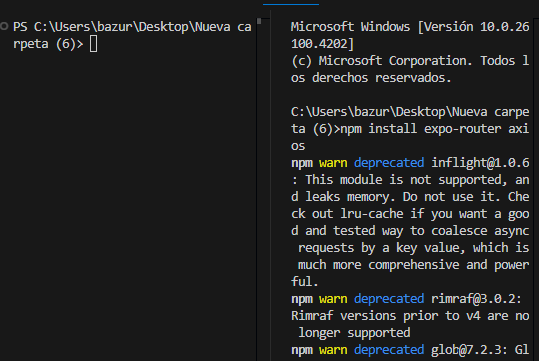 PS C:\Users\bazur\Desktop\Nueva ca
rpeta (6)>
Microsoft Windows [Versión 10.0.26
100.4202]
(c) Microsoft Corporation. Todos l
os derechos reservados.
C:\Users\bazur\Desktop\Nueva carpe
ta (6)>npm install expo-router axi
os
npm warn deprecated inflight@1.0.6
: This module is not supported, an
d leaks memory. Do not use it. Che
ck out lru-cache if you want a goo
d and tested way to coalesce async
 requests by a key value, which is
 much more comprehensive and power
ful.
npm warn deprecated rimraf@3.0.2:
Rimraf versions prior to v4 are no
 longer supported
npm warn deprecated glob@7.2.3: Gl